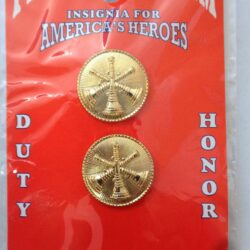 INSIGNIA FOR
AMERICA'S HEROES
DUTY
HONOR